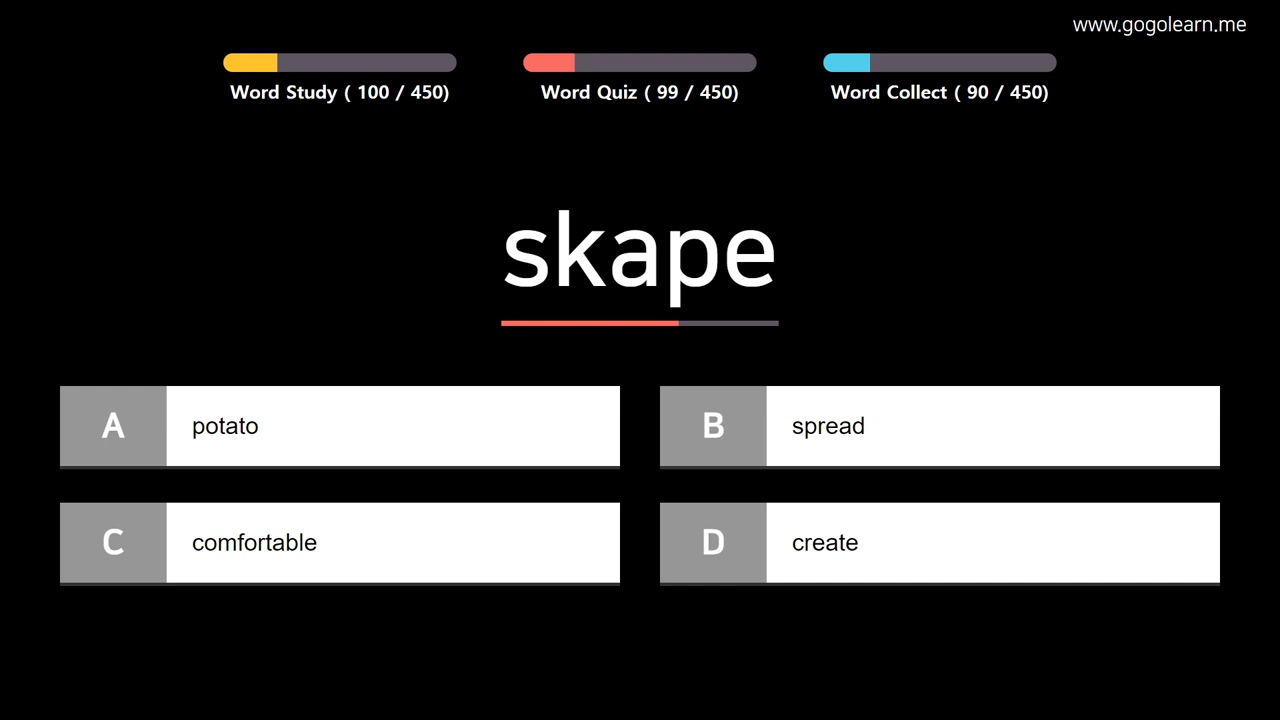 www.gogolearn.me
Word Study ( 100 / 450)
Word Quiz ( 99 / 450)
Word Collect ( 90 / 450)
skape
A potato
B spread
C comfortable
D create